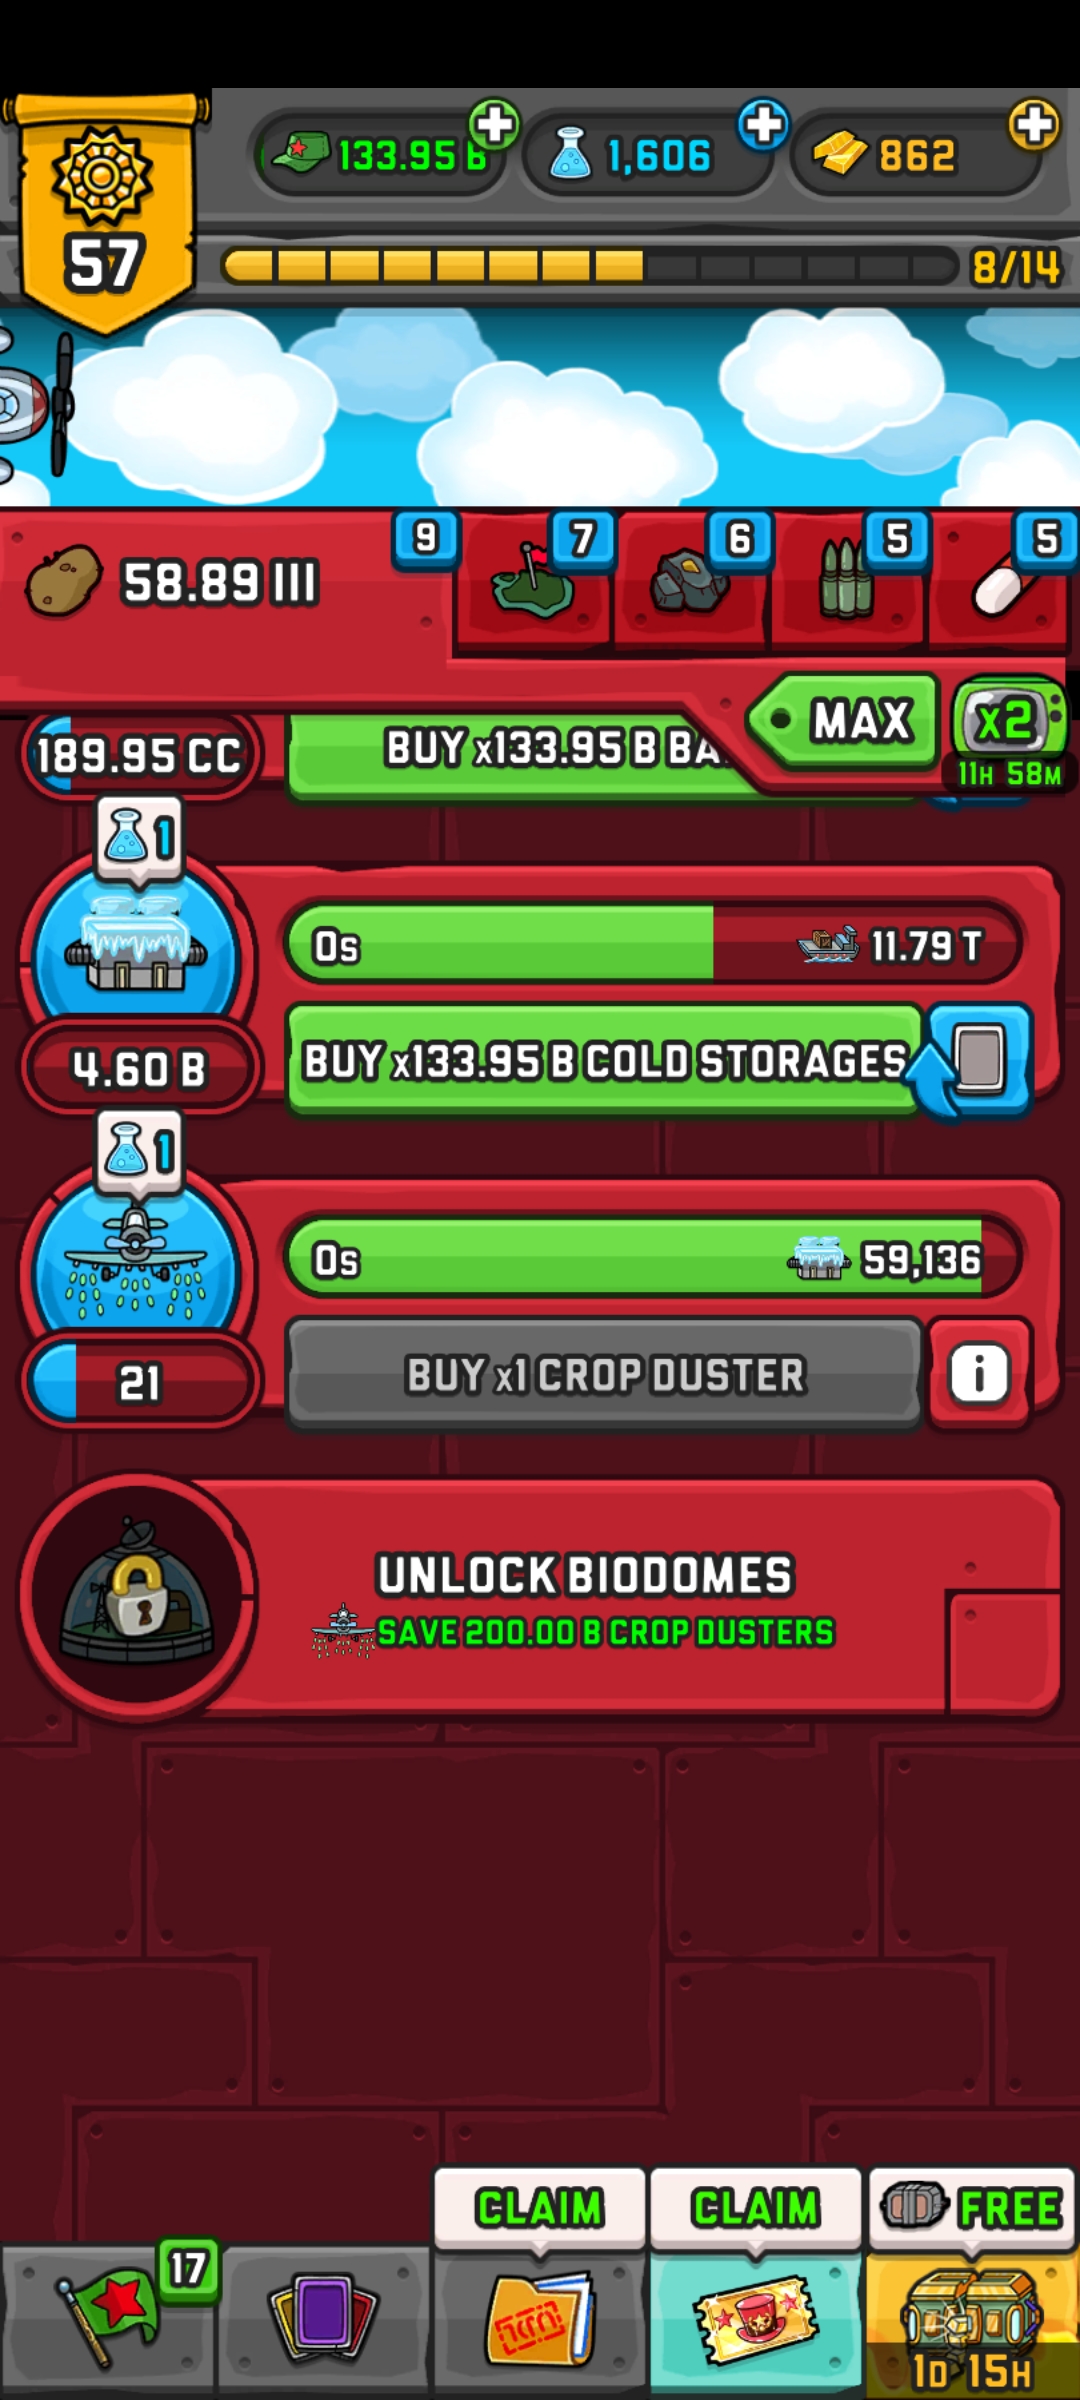 133.95 B
1,606
862
57
8/14
58.89 III
9
7
6
5
5
MAX
x2
11H 58M
189.95 CC
BUY x133.95 B BA
1
0s
11.79 T
4.60 B
BUY x133.95 B COLD STORAGES
1
0s
59,136
21
BUY x1 CROP DUSTER
i
UNLOCK BIODOMES
SAVE 200.00 B CROP DUSTERS
CLAIM
CLAIM
FREE
17
1D 15H